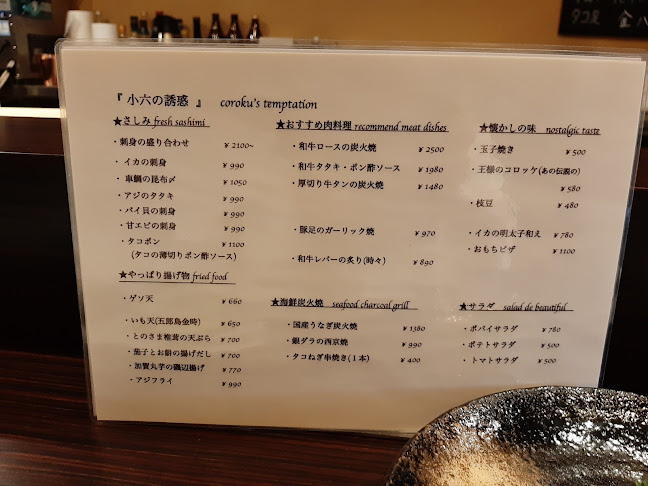 『 小六の誘惑 』 coroku's temptation
★さしみ fresh sashimi
・刺身の盛り合わせ ¥ 2100~
・イカの刺身 ¥ 990
・車鯛の昆布〆 ¥ 1050
・アジのタタキ ¥ 990
・バイ貝の刺身 ¥ 990
・甘エビの刺身 ¥ 990
・タコポン ¥ 1100
(タコの薄切りポン酢ソース)
★やっぱり揚げ物 fried food
・ゲソ天 ¥ 660
・いも天(五郎島金時) ¥ 650
・とのさま椎茸の天ぷら ¥ 700
・茄子とお餅の揚げだし ¥ 700
・加賀丸芋の磯辺揚げ ¥ 770
・アジフライ ¥ 990
★おすすめ肉料理 recommend meat dishes
・和牛ロースの炭火焼 ¥ 2500
・和牛タタキ・ポン酢ソース ¥ 1980
・厚切り牛タンの炭火焼 ¥ 1480
・豚足のガーリック焼 ¥ 970
・和牛レバーの炙り(時々) ¥ 890
★海鮮炭火焼 seafood charcoal grill
・国産うなぎ炭火焼 ¥ 1380
・銀ダラの西京焼 ¥ 990
・タコねぎ串焼き(1本) ¥ 400
★懐かしの味 nostalgic taste
・玉子焼き ¥ 500
・王様のコロッケ(あの伝説の)
¥ 580
・枝豆 ¥ 480
・イカの明太子和え ¥ 780
・おもちピザ ¥ 1100
★サラダ salad de beautiful
・ポパイサラダ ¥ 780
・ポテトサラダ ¥ 500
・トマトサラダ ¥ 500